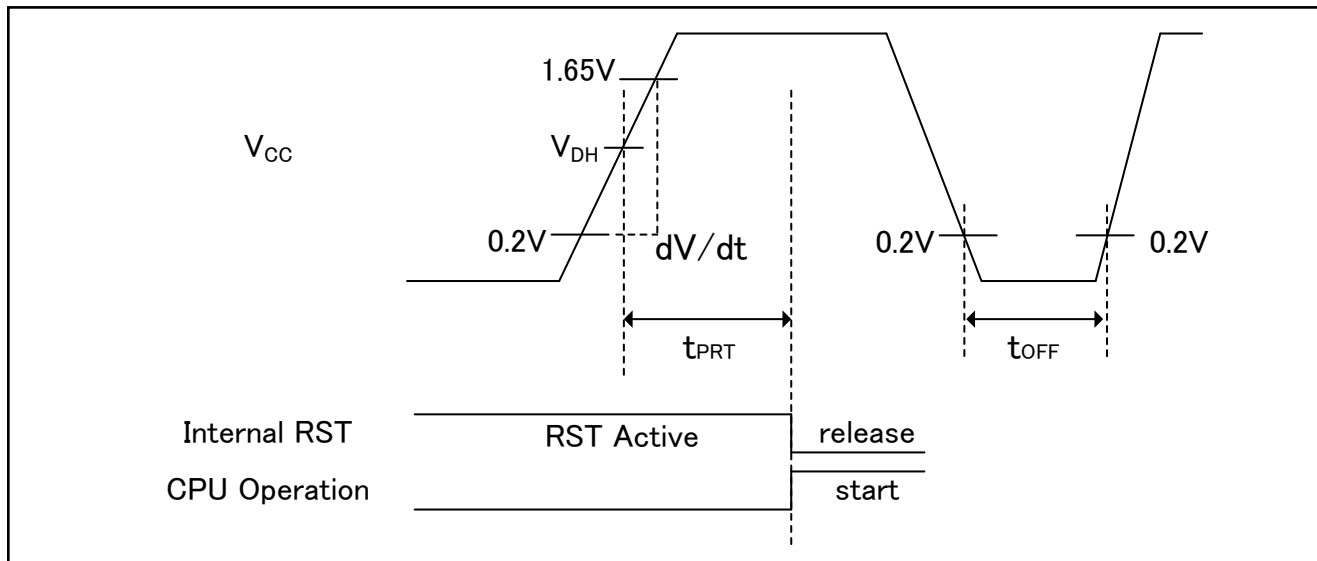 1.65V
VCC
VDH
0.2V
dV/dt
0.2V
0.2V
tPRT
tOFF
Internal RST
RST Active
release
CPU Operation
start